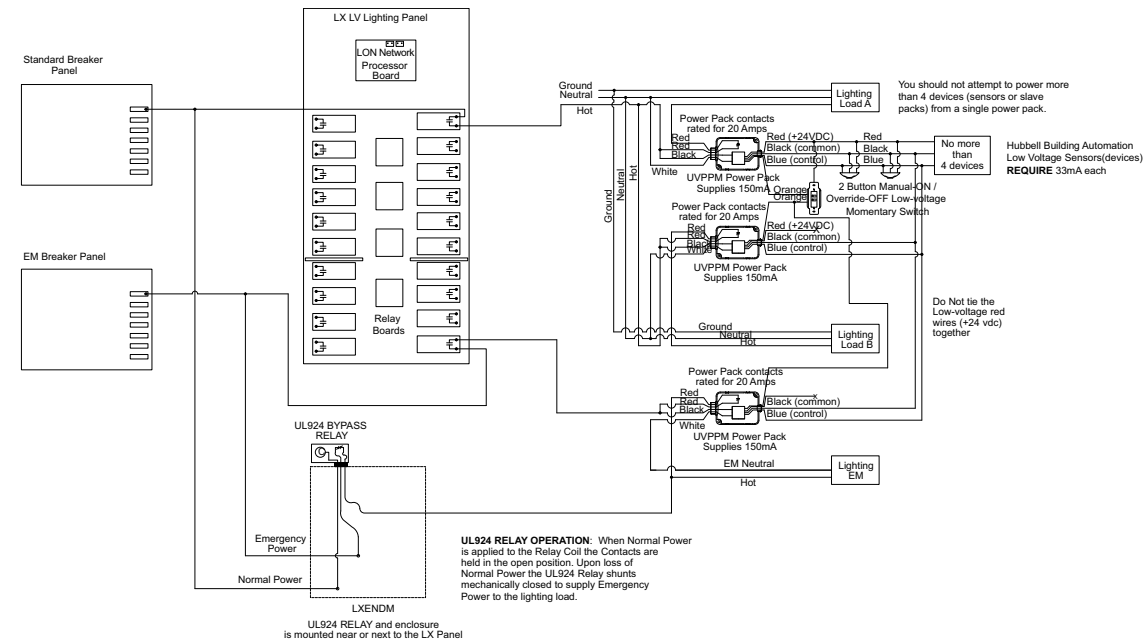 LX LV Lighting Panel
LON Network
Processor
Board
Standard Breaker
Panel
EM Breaker Panel
Relay
Boards
Ground
Neutral
Hot
Lighting
Load A
You should not attempt to power more
than 4 devices (sensors or slave
packs) from a single power pack.
Power Pack contacts
rated for 20 Amps
Red
Red
Black
White
Red (+24VDC)
Black (common)
Blue (control)
Red
Black
Blue
No more
than
4 devices
Hubbell Building Automation
Low Voltage Sensors(devices)
REQUIRE 33mA each
UVPPM Power Pack
Supplies 150mA
Orange
Orange
2 Button Manual-ON /
Override-OFF Low-voltage
Momentary Switch
Ground
Neutral
Hot
Power Pack contacts
rated for 20 Amps
Red
Red
Black
White
Red (+24VDC)
x
Black (common)
Blue (control)
UVPPM Power Pack
Supplies 150mA
Do Not tie the
Low-voltage red
wires (+24 vdc)
together
Ground
Neutral
Hot
Lighting
Load B
Power Pack contacts
rated for 20 Amps
Red
Red
Black
White
x
Black (common)
Blue (control)
UVPPM Power Pack
Supplies 150mA
EM Neutral
Hot
Lighting
EM
UL924 BYPASS
RELAY
Emergency
Power
Normal Power
LXENDM
UL924 RELAY and enclosure
is mounted near or next to the LX Panel
UL924 RELAY OPERATION: When Normal Power
is applied to the Relay Coil the Contacts are
held in the open position. Upon loss of
Normal Power the UL924 Relay shunts
mechanically closed to supply Emergency
Power to the lighting load.